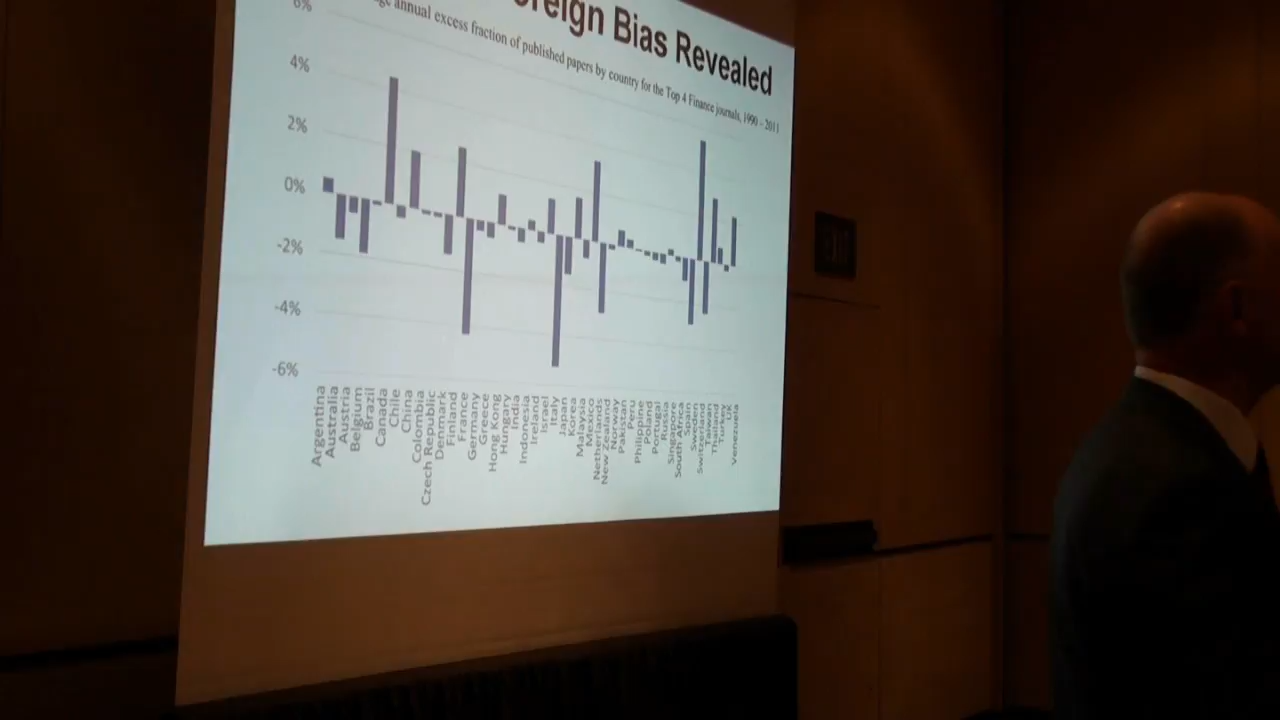 Foreign Bias Revealed
annual excess fraction of published papers by country for the Top 4 Finance journals, 1990 - 2011
6%
4%
2%
0%
-2%
-4%
-6%
Argentina
Australia
Austria
Belgium
Brazil
Canada
Chile
China
Colombia
Czech Republic
Denmark
Finland
France
Germany
Greece
Hong Kong
Hungary
India
Indonesia
Ireland
Israel
Italy
Japan
Korea
Malaysia
Mexico
Netherlands
New Zealand
Norway
Pakistan
Peru
Philippine
Poland
Portugal
Russia
Singapore
South Africa
Spain
Sweden
Switzerland
Taiwan
Thailand
Turkey
UK
Venezuela